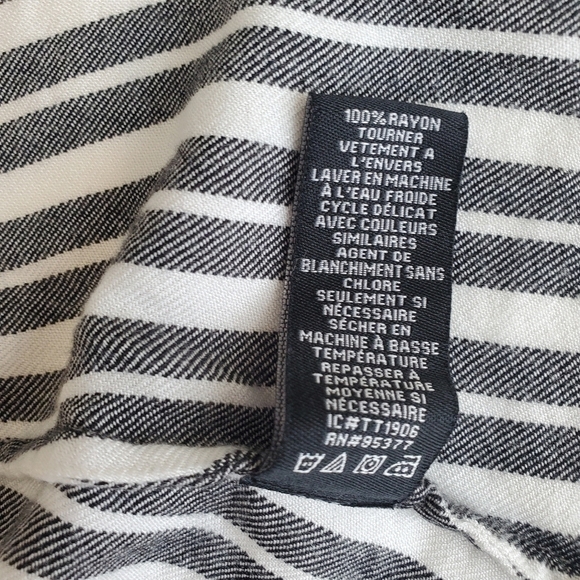 100% RAYON
TOURNER
VETEMENT A
L'ENVERS
LAVER EN MACHINE
À L'EAU FROIDE
CYCLE DÉLICAT
AVEC COULEURS
SIMILAIRES
AGENT DE
BLANCHIMENT SANS
CHLORE
SEULEMENT SI
NÉCESSAIRE
SÉCHER EN
MACHINE À BASSE
TEMPÉRATURE
REPASSER À
TEMPÉRATURE
MOYENNE SI
NÉCESSAIRE
IC#TT1906
RN#95377